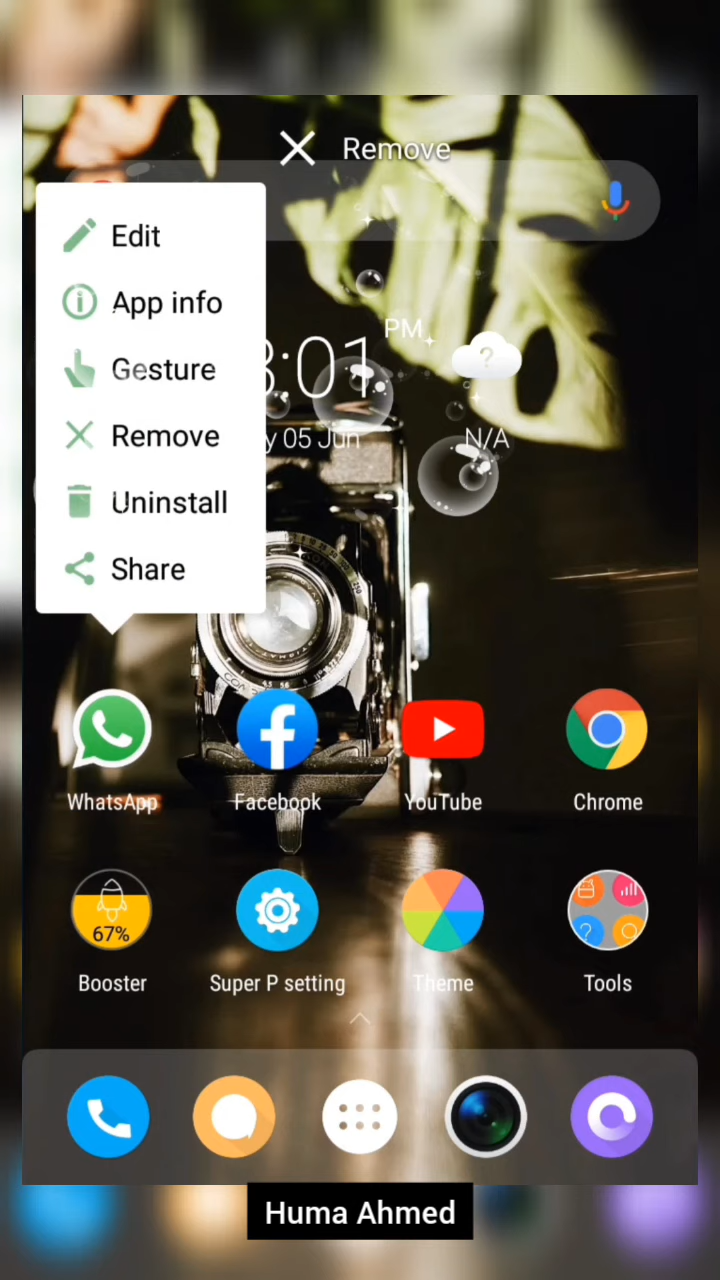 Remove
Edit
App info
Gesture
Remove
Uninstall
Share
:01
PM
?
05 Jun
N/A
WhatsApp
Facebook
YouTube
Chrome
67%
Booster
Super P setting
Theme
Tools
Huma Ahmed